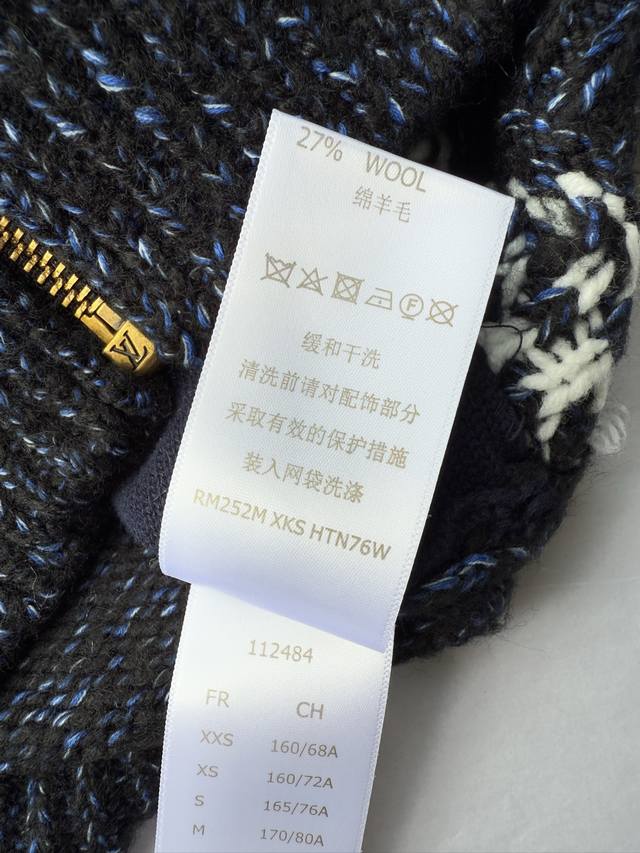 27% WOOL
绵羊毛
F
缓和干洗
清洗前请对配饰部分
采取有效的保护措施
装入网袋洗涤
RM252M XKS HTN76W
112484
FR CH
XXS 160/68A
XS 160/72A
S 165/76A
M 170/80A
LV